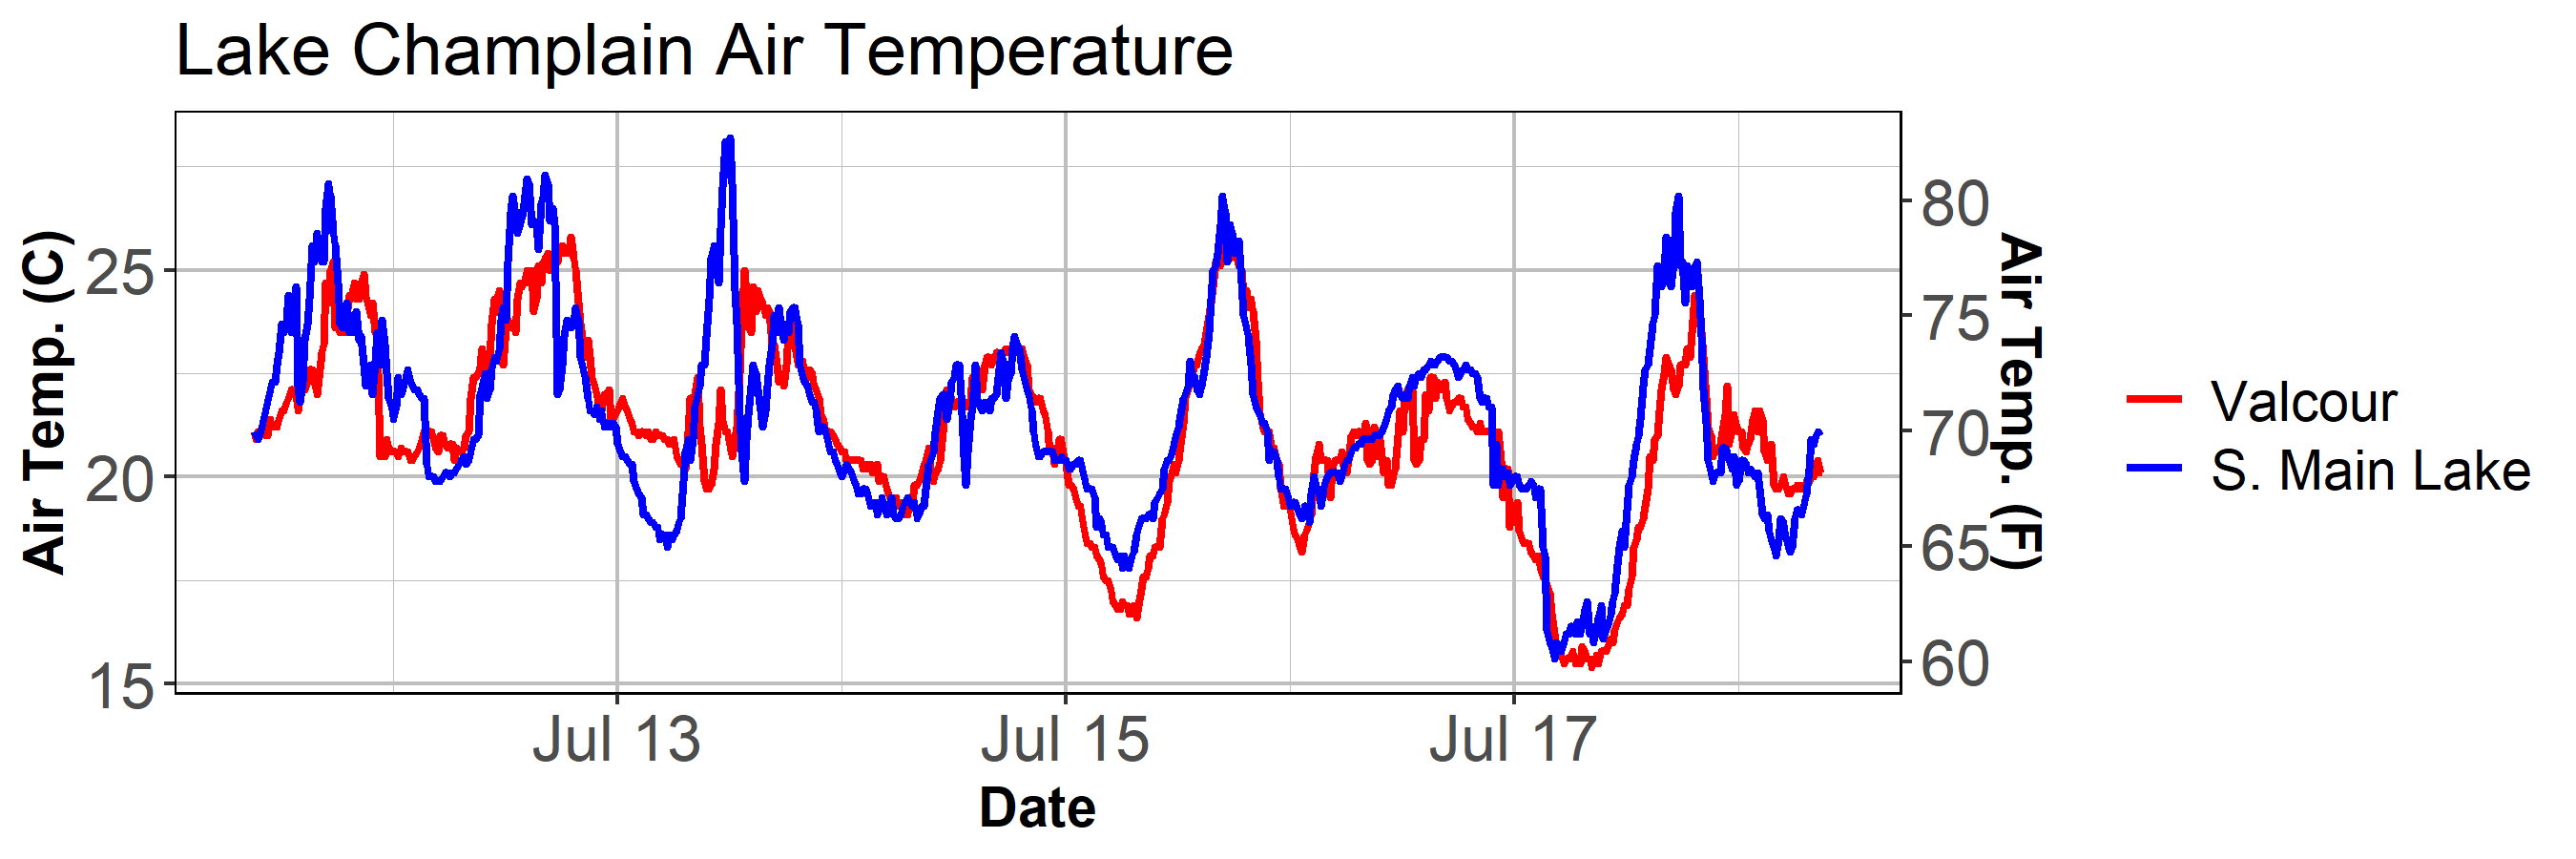 Lake Champlain Air Temperature
Air Temp. (C)
25
20
15
80
75
70
65
60
Air Temp. (F)
Jul 13 Jul 15 Jul 17
Date
Valcour
S. Main Lake